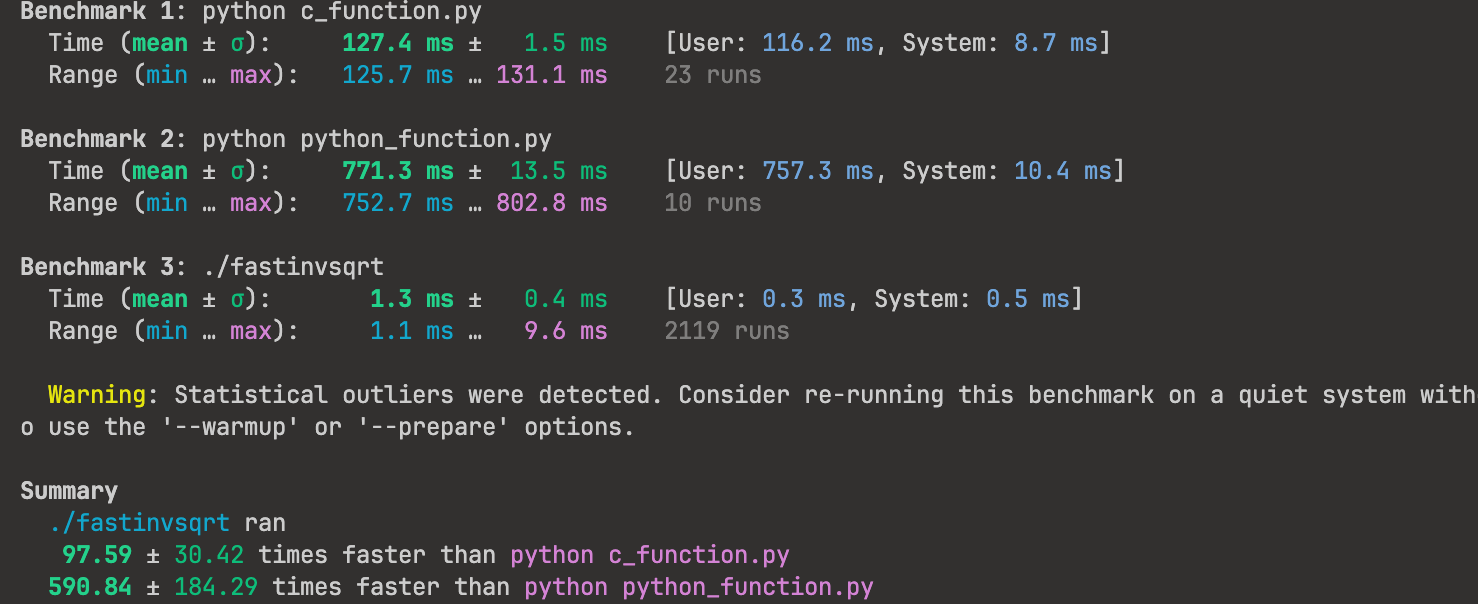 Benchmark 1: python c_function.py
Time (mean ± σ): 127.4 ms ± 1.5 ms [User: 116.2 ms, System: 8.7 ms]
Range (min … max): 125.7 ms … 131.1 ms 23 runs
Benchmark 2: python python_function.py
Time (mean ± σ): 771.3 ms ± 13.5 ms [User: 757.3 ms, System: 10.4 ms]
Range (min … max): 752.7 ms … 802.8 ms 10 runs
Benchmark 3: ./fastinvsqrt
Time (mean ± σ): 1.3 ms ± 0.4 ms [User: 0.3 ms, System: 0.5 ms]
Range (min … max): 1.1 ms … 9.6 ms 2119 runs
Warning: Statistical outliers were detected. Consider re-running this benchmark on a quiet system with
o use the '--warmup' or '--prepare' options.
Summary
./fastinvsqrt ran
97.59 ± 30.42 times faster than python c_function.py
590.84 ± 184.29 times faster than python python_function.py